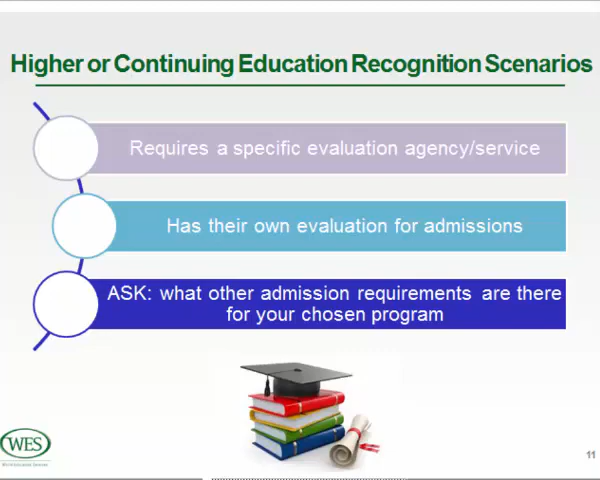 Higher or Continuing Education Recognition Scenarios
Requires a specific evaluation agency/service
Has their own evaluation for admissions
ASK: what other admission requirements are there
for your chosen program
WES
11